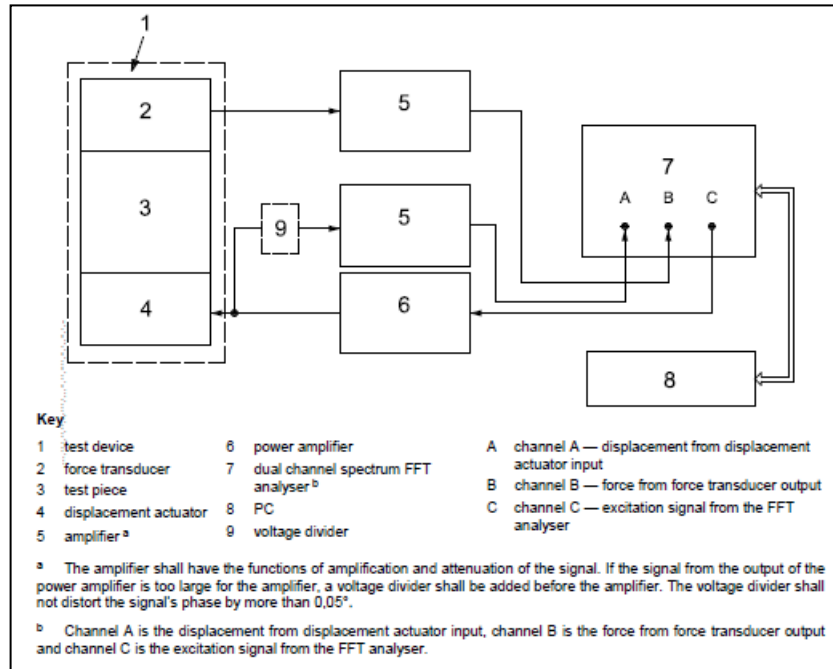 1
2
5
7
3
A B C
9
5
4
6
8
Key
1 test device
2 force transducer
3 test piece
4 displacement actuator
5 amplifier a
6 power amplifier
7 dual channel spectrum FFT
analyser b
8 PC
9 voltage divider
A channel A — displacement from displacement
actuator input
B channel B — force from force transducer output
C channel C — excitation signal from the FFT
analyser
a The amplifier shall have the functions of amplification and attenuation of the signal. If the signal from the output of the
power amplifier is too large for the amplifier, a voltage divider shall be added before the amplifier. The voltage divider shall
not distort the signal's phase by more than 0,05°.
b Channel A is the displacement from displacement actuator input, channel B is the force from force transducer output
and channel C is the excitation signal from the FFT analyser.